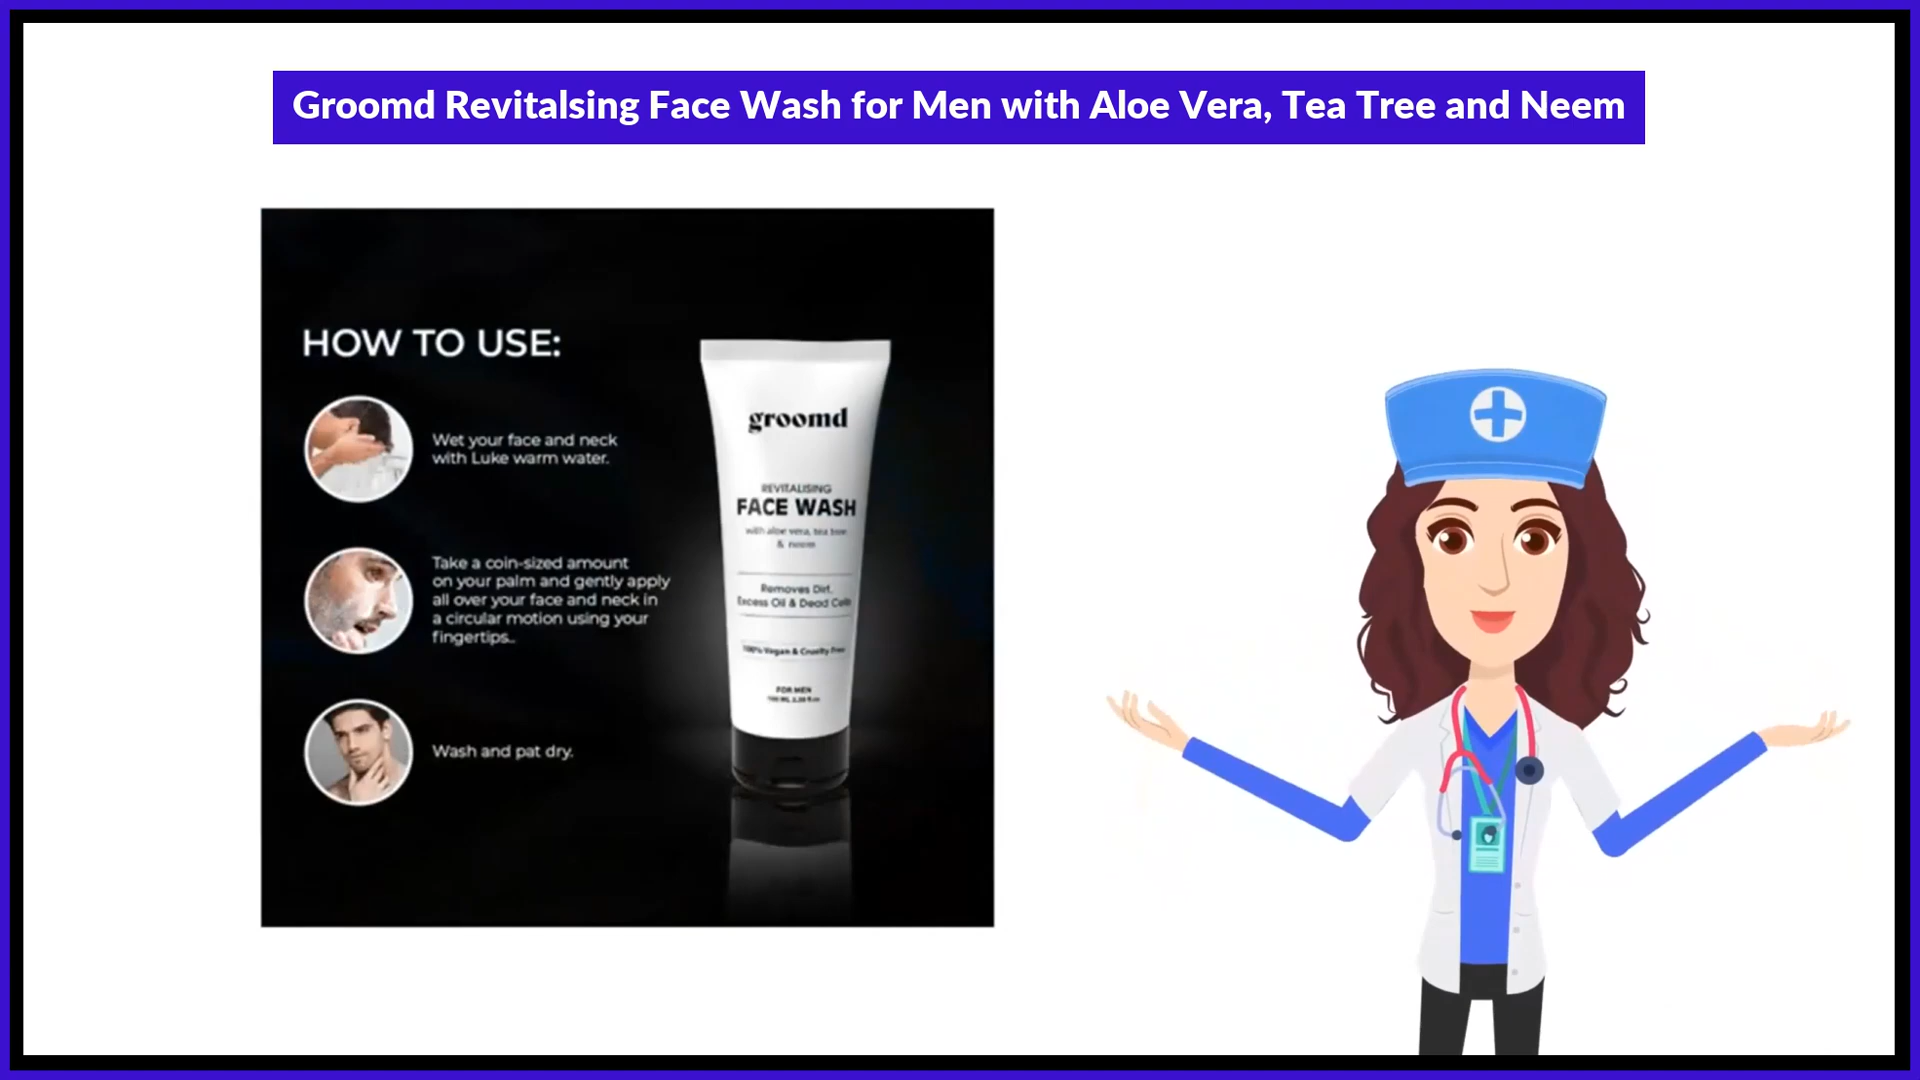 Groomd Revitalsing Face Wash for Men with Aloe Vera, Tea Tree and Neem
HOW TO USE:
Wet your face and neck
with Luke warm water.
Take a coin-sized amount
on your palm and gently apply
all over your face and neck in
a circular motion using your
fingertips..
Wash and pat dry.
groomd
REVITALISING
FACE WASH
with aloe vera, tea tree
& neem
Removes Dirt,
Excess Oil & Dead Cells
100% Vegan & Cruelty Free
FOR MEN
100 ML